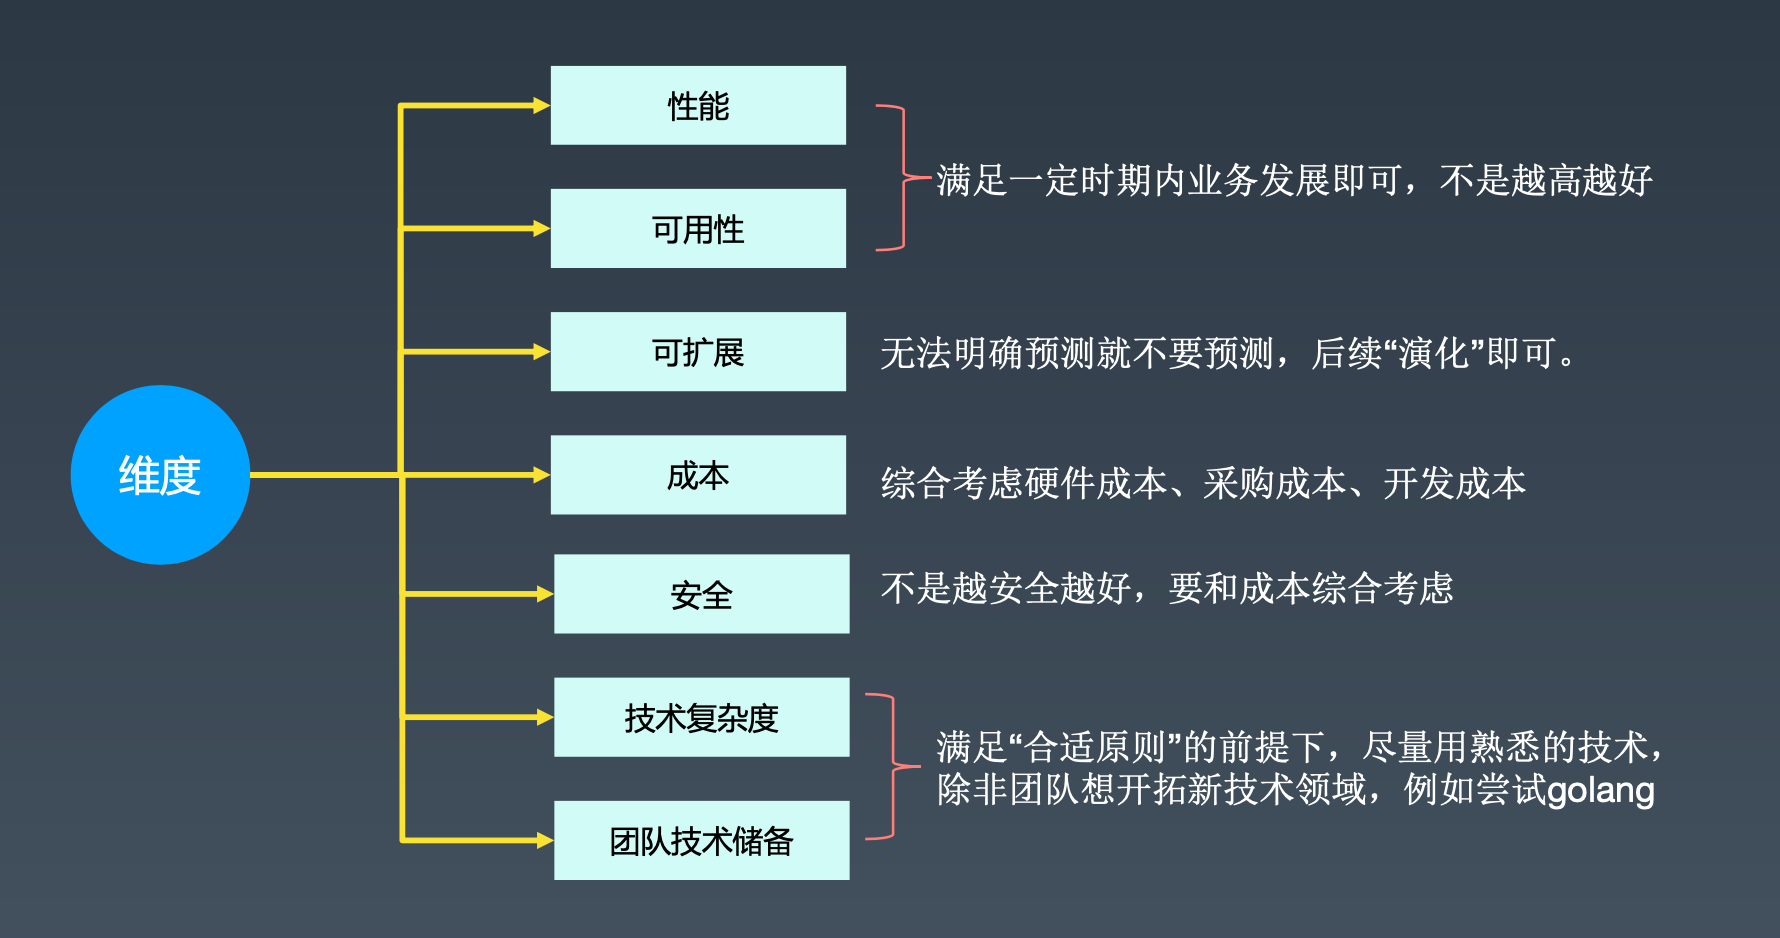 维度
性能
可用性
满足一定时期内业务发展即可，不是越高越好
可扩展
无法明确预测就不要预测，后续“演化”即可。
成本
综合考虑硬件成本、采购成本、开发成本
安全
不是越安全越好，要和成本综合考虑
技术复杂度
团队技术储备
满足“合适原则”的前提下，尽量用熟悉的技术，
除非团队想开拓新技术领域，例如尝试golang